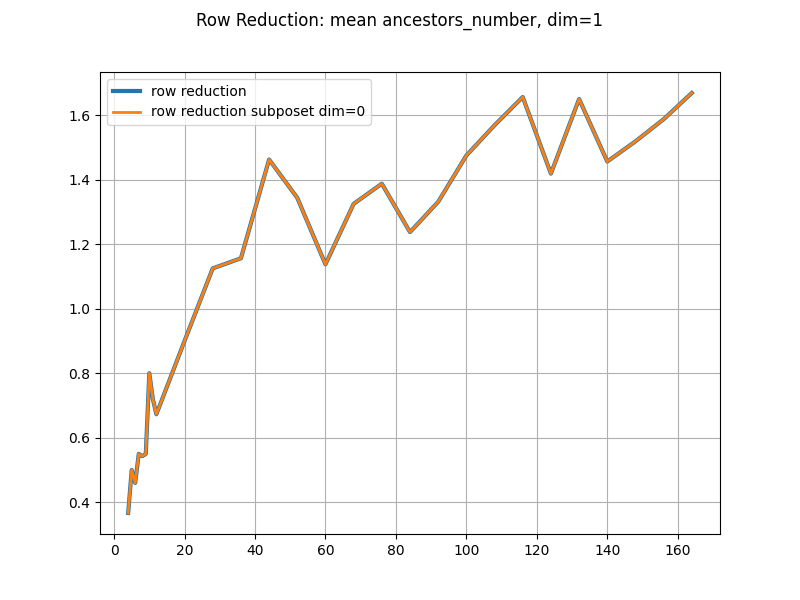 Row Reduction: mean ancestors_number, dim=1
row reduction
row reduction subposet dim=0
1.6
1.4
1.2
1.0
0.8
0.6
0.4
0 20 40 60 80 100 120 140 160